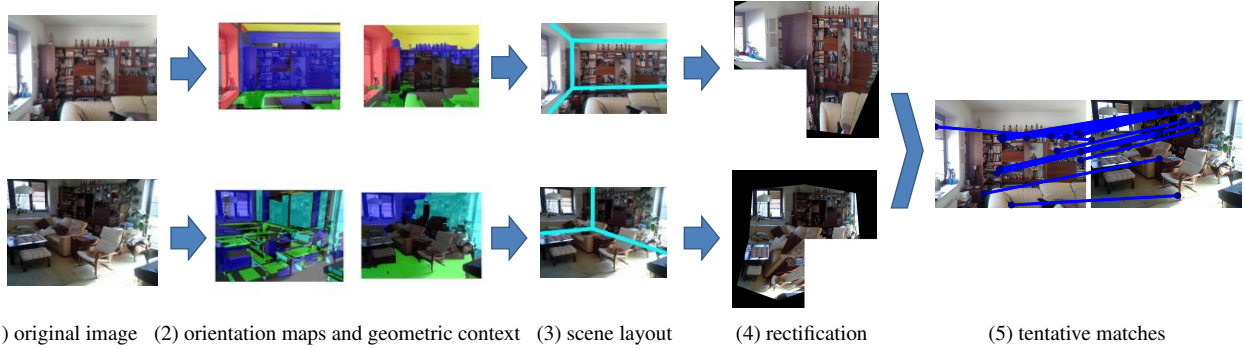 ) original image (2) orientation maps and geometric context (3) scene layout (4) rectification (5) tentative matches